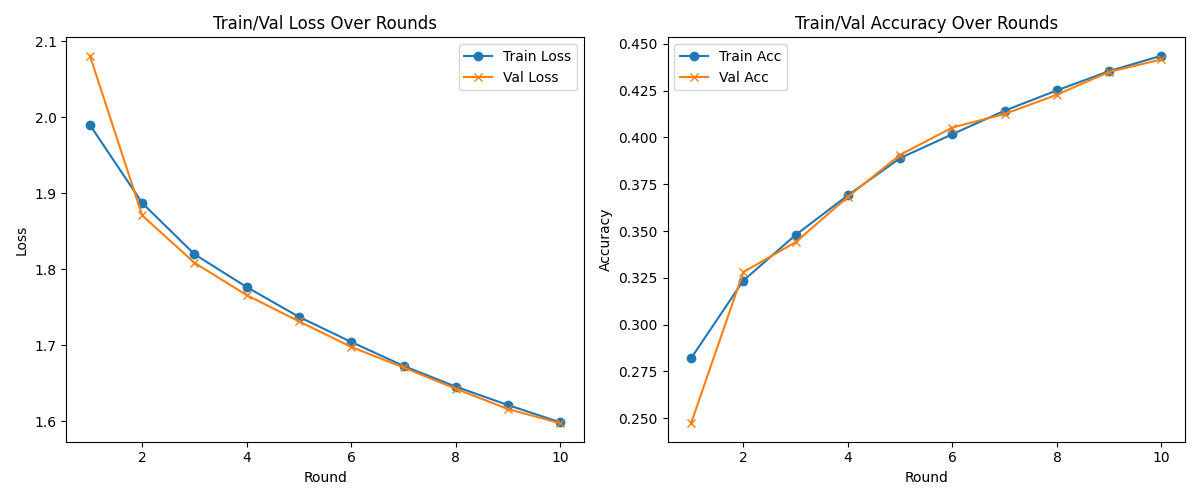 Train/Val Loss Over Rounds
Train Loss
Val Loss
2.1
2.0
1.9
1.8
1.7
1.6
Loss
2 4 6 8 10
Round
Train/Val Accuracy Over Rounds
Train Acc
Val Acc
0.450
0.425
0.400
0.375
0.350
0.325
0.300
0.275
0.250
Accuracy
2 4 6 8 10
Round